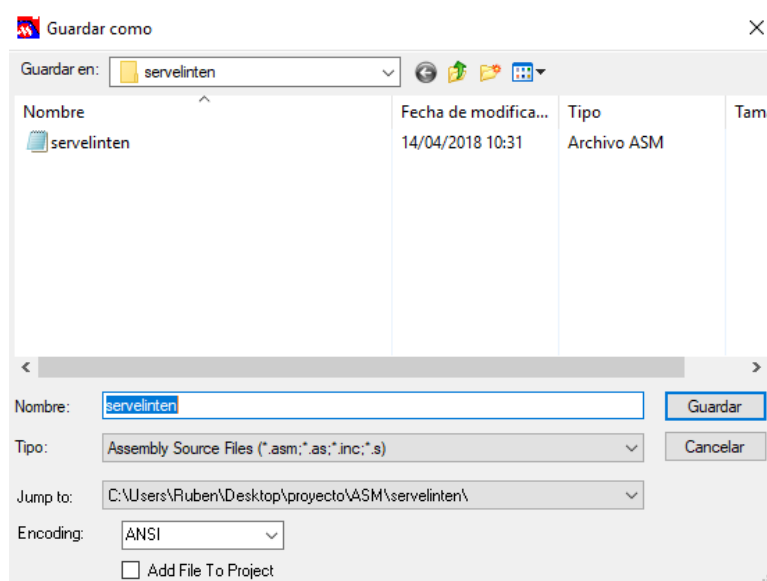 Guardar como
Guardar en: servelinten
Nombre Fecha de modifica... Tipo Tam
servelinten 14/04/2018 10:31 Archivo ASM
Nombre: servelinten Guardar
Tipo: Assembly Source Files (*.asm;*.as;*.inc;*.s) Cancelar
Jump to: C:\Users\Ruben\Desktop\proyecto\ASM\servelinten\
Encoding: ANSI
Add File To Project